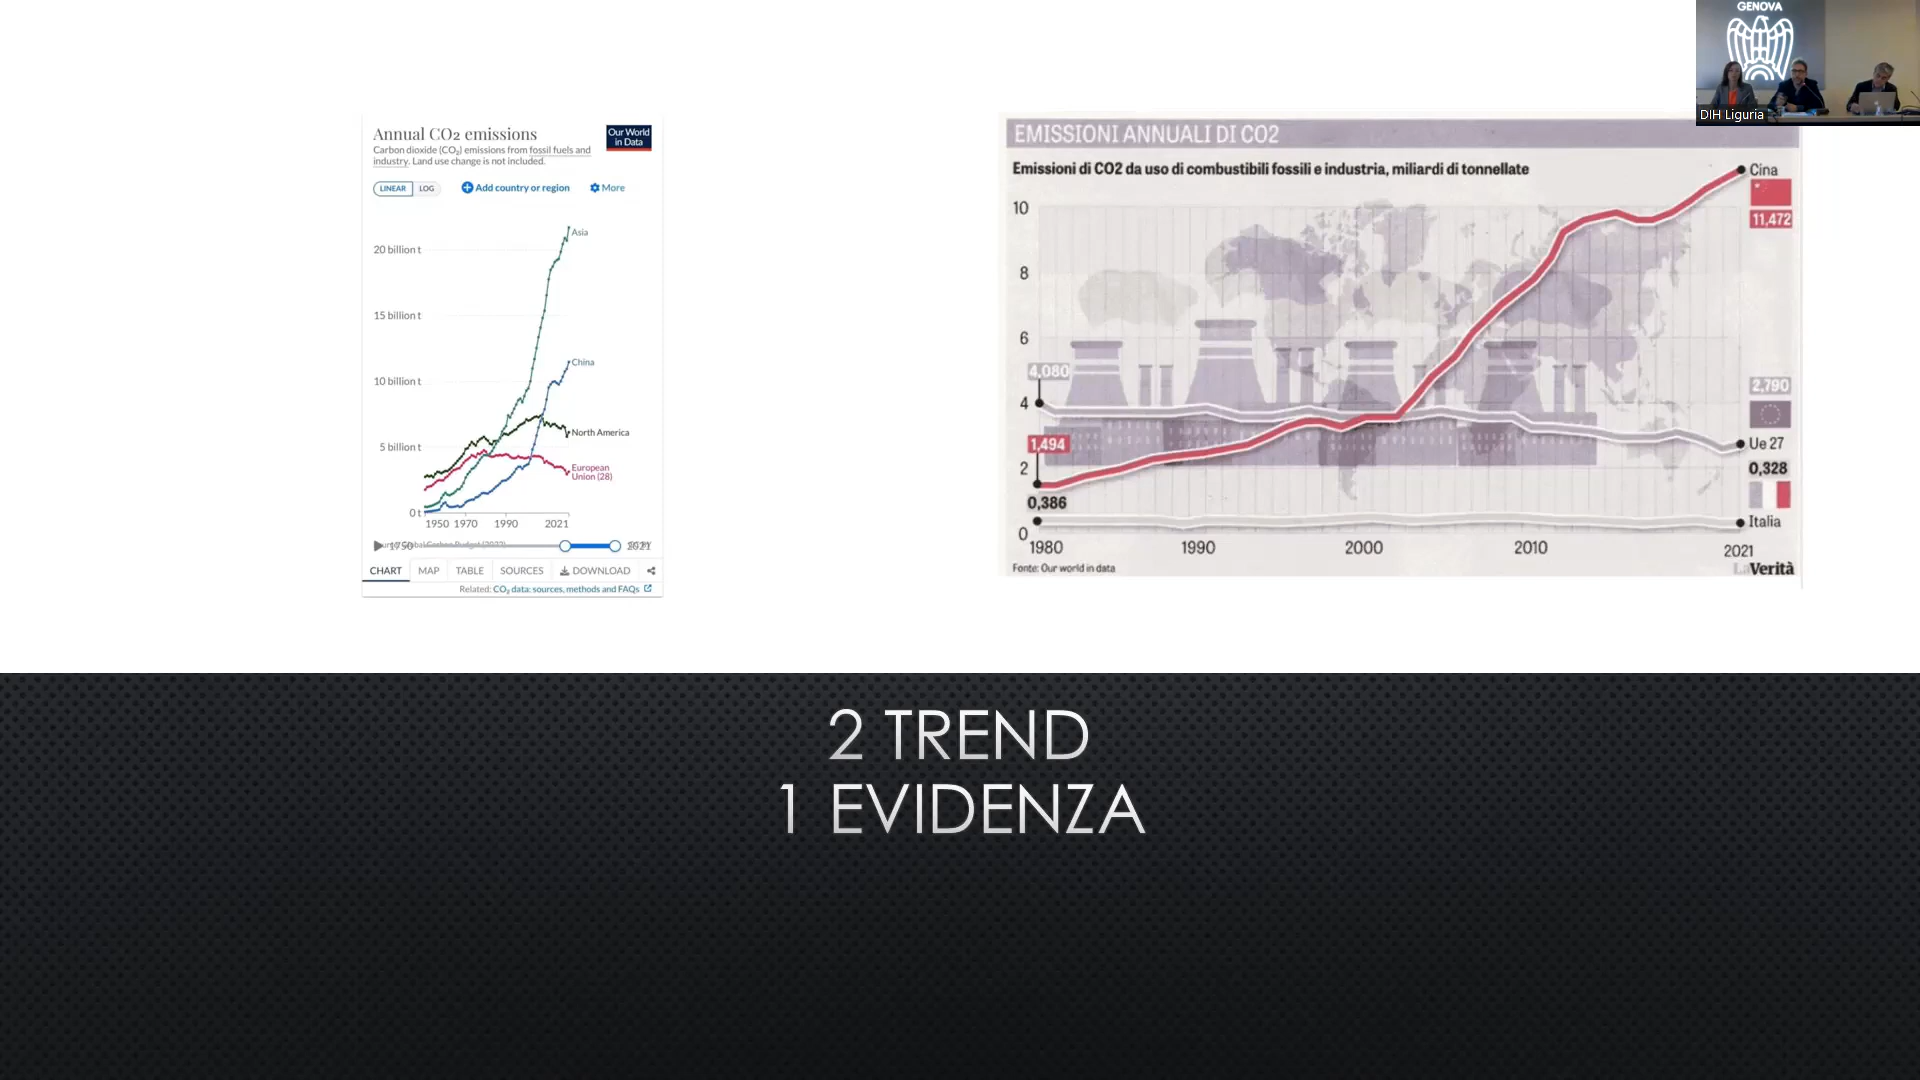 GENOVA
DIH Liguria
Annual CO₂ emissions
Carbon dioxide (CO₂) emissions from fossil fuels and
industry. Land use change is not included.
Our World
in Data
LINEAR LOG
Add country or region
More
20 billion t
15 billion t
10 billion t
5 billion t
0 t
Asia
China
North America
European
Union (28)
1950 1970 1990 2021
1750
2021
CHART MAP TABLE SOURCES DOWNLOAD
Related: CO₂ data: sources, methods and FAQs
EMISSIONI ANNUALI DI CO2
Emissioni di CO2 da uso di combustibili fossili e industria, miliardi di tonnellate
10
8
6
4
2
0
4,080
1,494
0,386
Cina
11,472
2,790
Ue 27
0,328
Italia
1980 1990 2000 2010 2021
Fonte: Our world in data
LaVerità
2 TREND
1 EVIDENZA